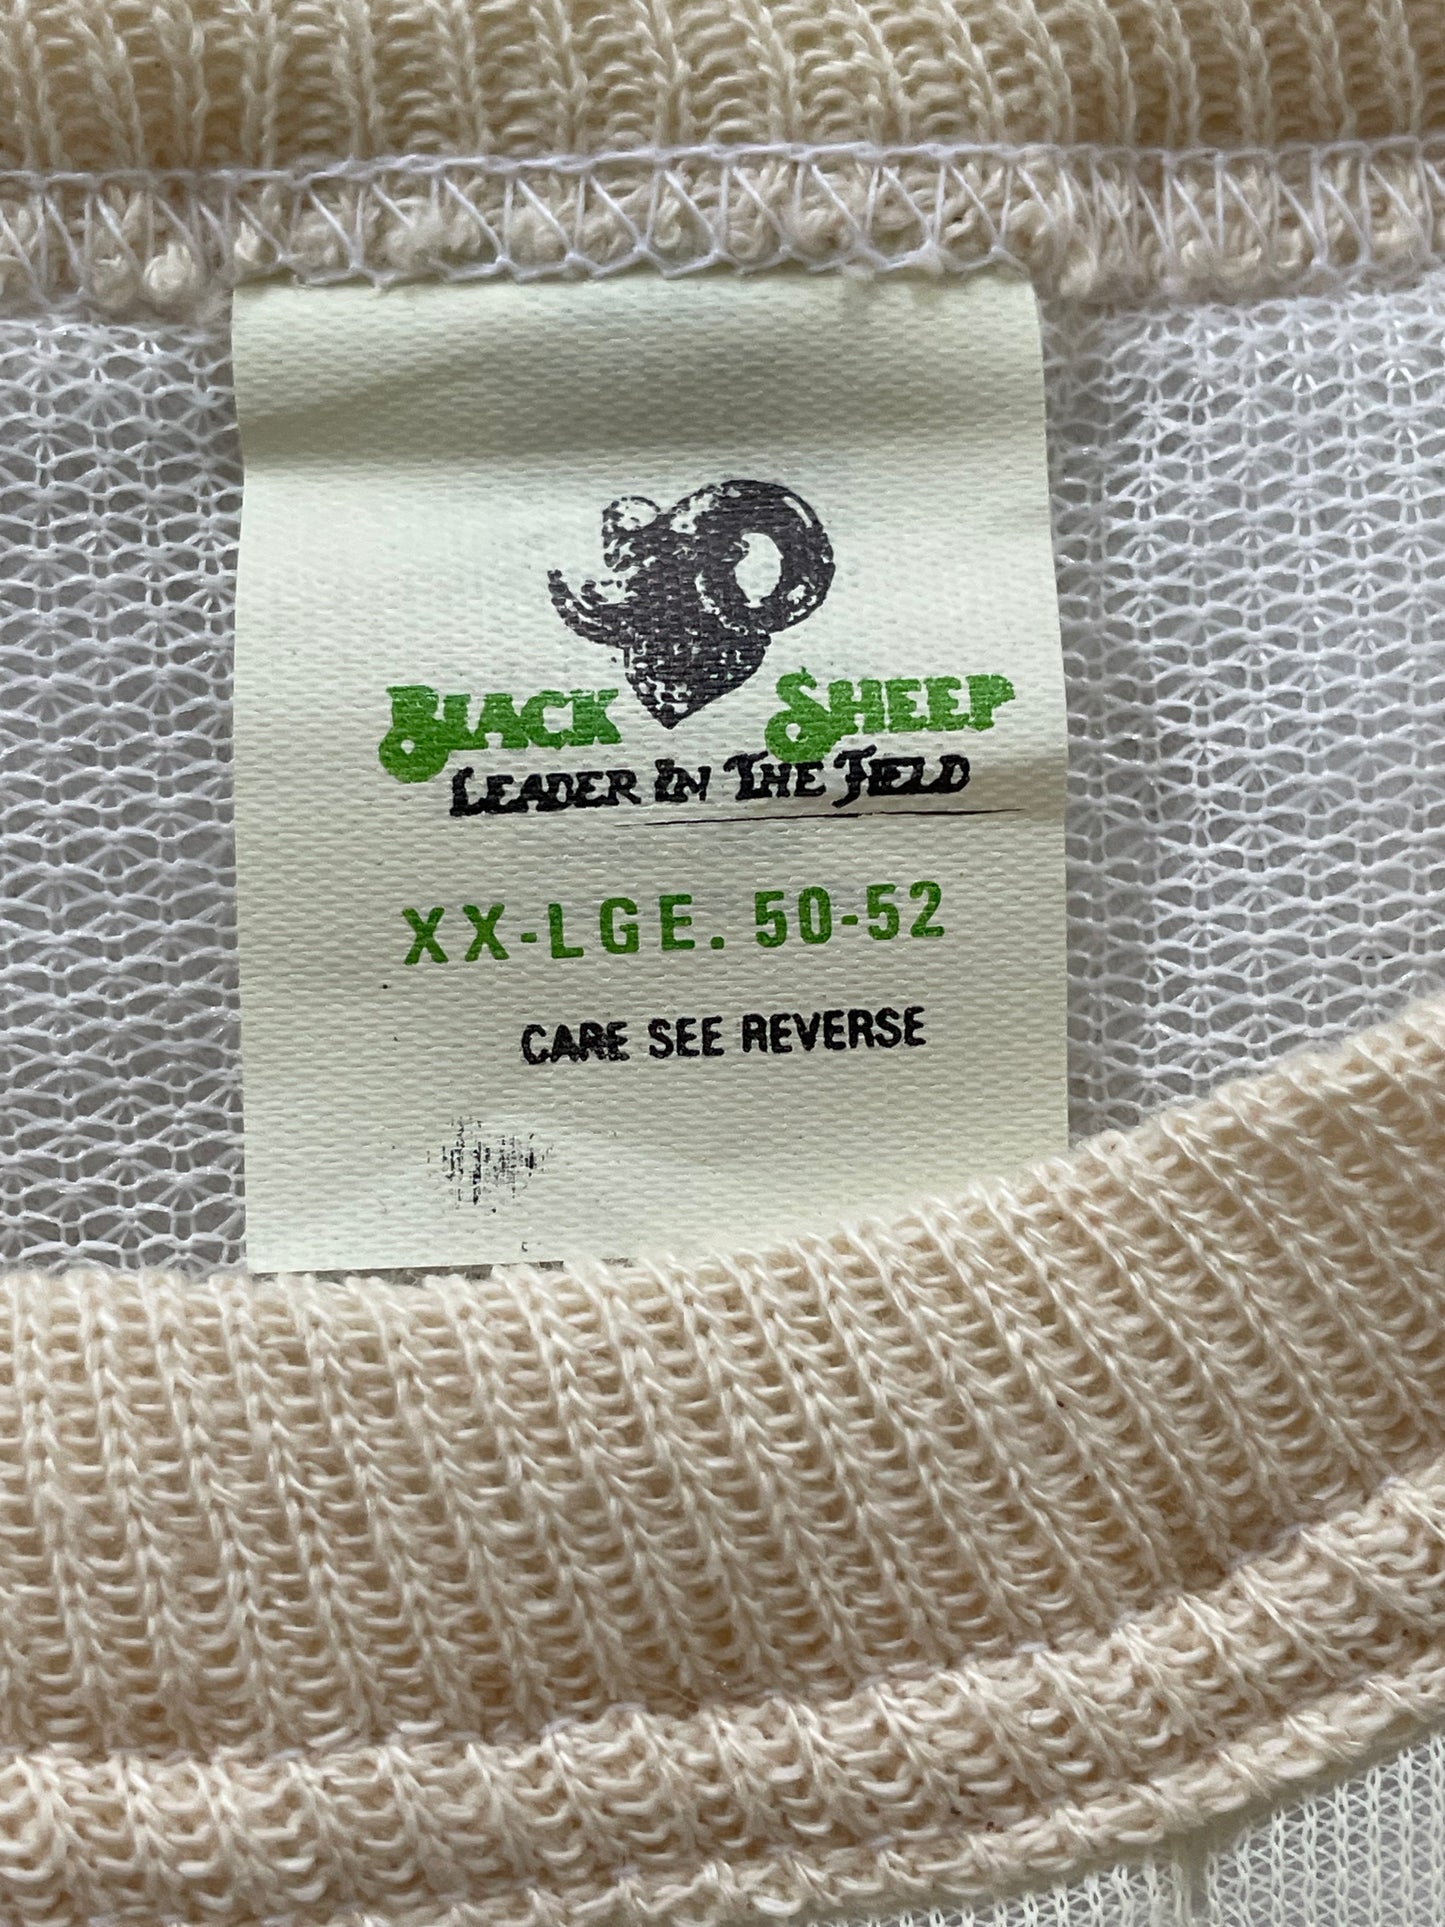 BLACK SHEEP
LEADER IN THE FIELD
XX-LGE. 50-52
CARE SEE REVERSE